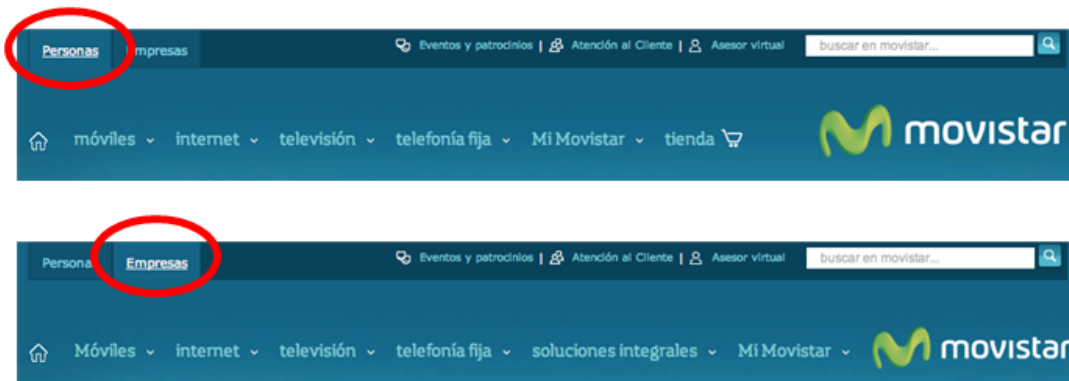 Personas Empresas Eventos y patrocinios | Atención al Cliente | Asesor virtual buscar en movistar...
móviles internet televisión telefonía fija Mi Movistar tienda movistar
Personas Empresas Eventos y patrocinios | Atención al Cliente | Asesor virtual buscar en movistar...
Móviles internet televisión telefonía fija soluciones integrales Mi Movistar movistar